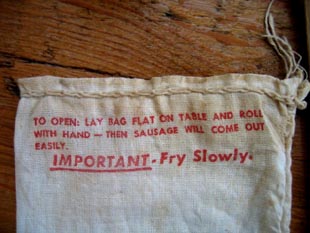 TO OPEN: LAY BAG FLAT ON TABLE AND ROLL
WITH HAND — THEN SAUSAGE WILL COME OUT
EASILY.
IMPORTANT - Fry Slowly.